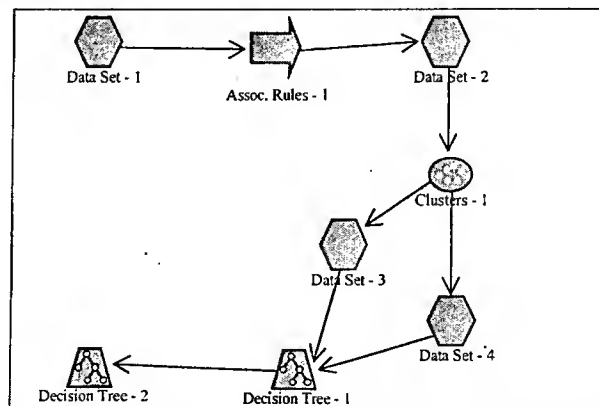 Data Set - 1
Assoc. Rules - 1
Data Set - 2
Clusters - 1
Data Set - 3
Data Set - 4
Decision Tree - 2
Decision Tree - 1